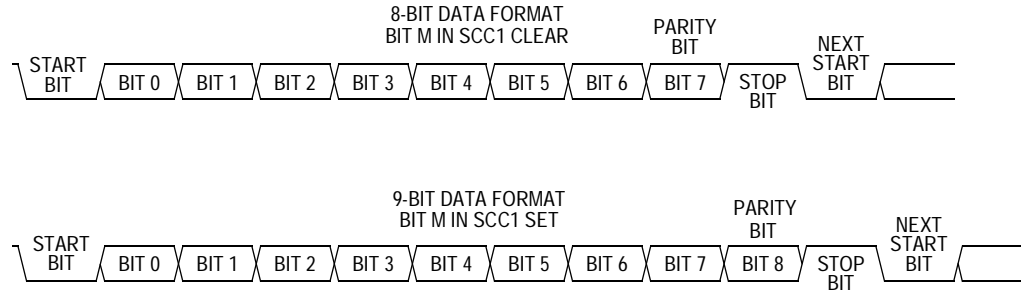 8-BIT DATA FORMAT
BIT M IN SCC1 CLEAR
PARITY
BIT
NEXT
START
BIT
START
BIT
BIT 0
BIT 1
BIT 2
BIT 3
BIT 4
BIT 5
BIT 6
BIT 7
STOP
BIT
9-BIT DATA FORMAT
BIT M IN SCC1 SET
PARITY
BIT
NEXT
START
BIT
START
BIT
BIT 0
BIT 1
BIT 2
BIT 3
BIT 4
BIT 5
BIT 6
BIT 7
BIT 8
STOP
BIT